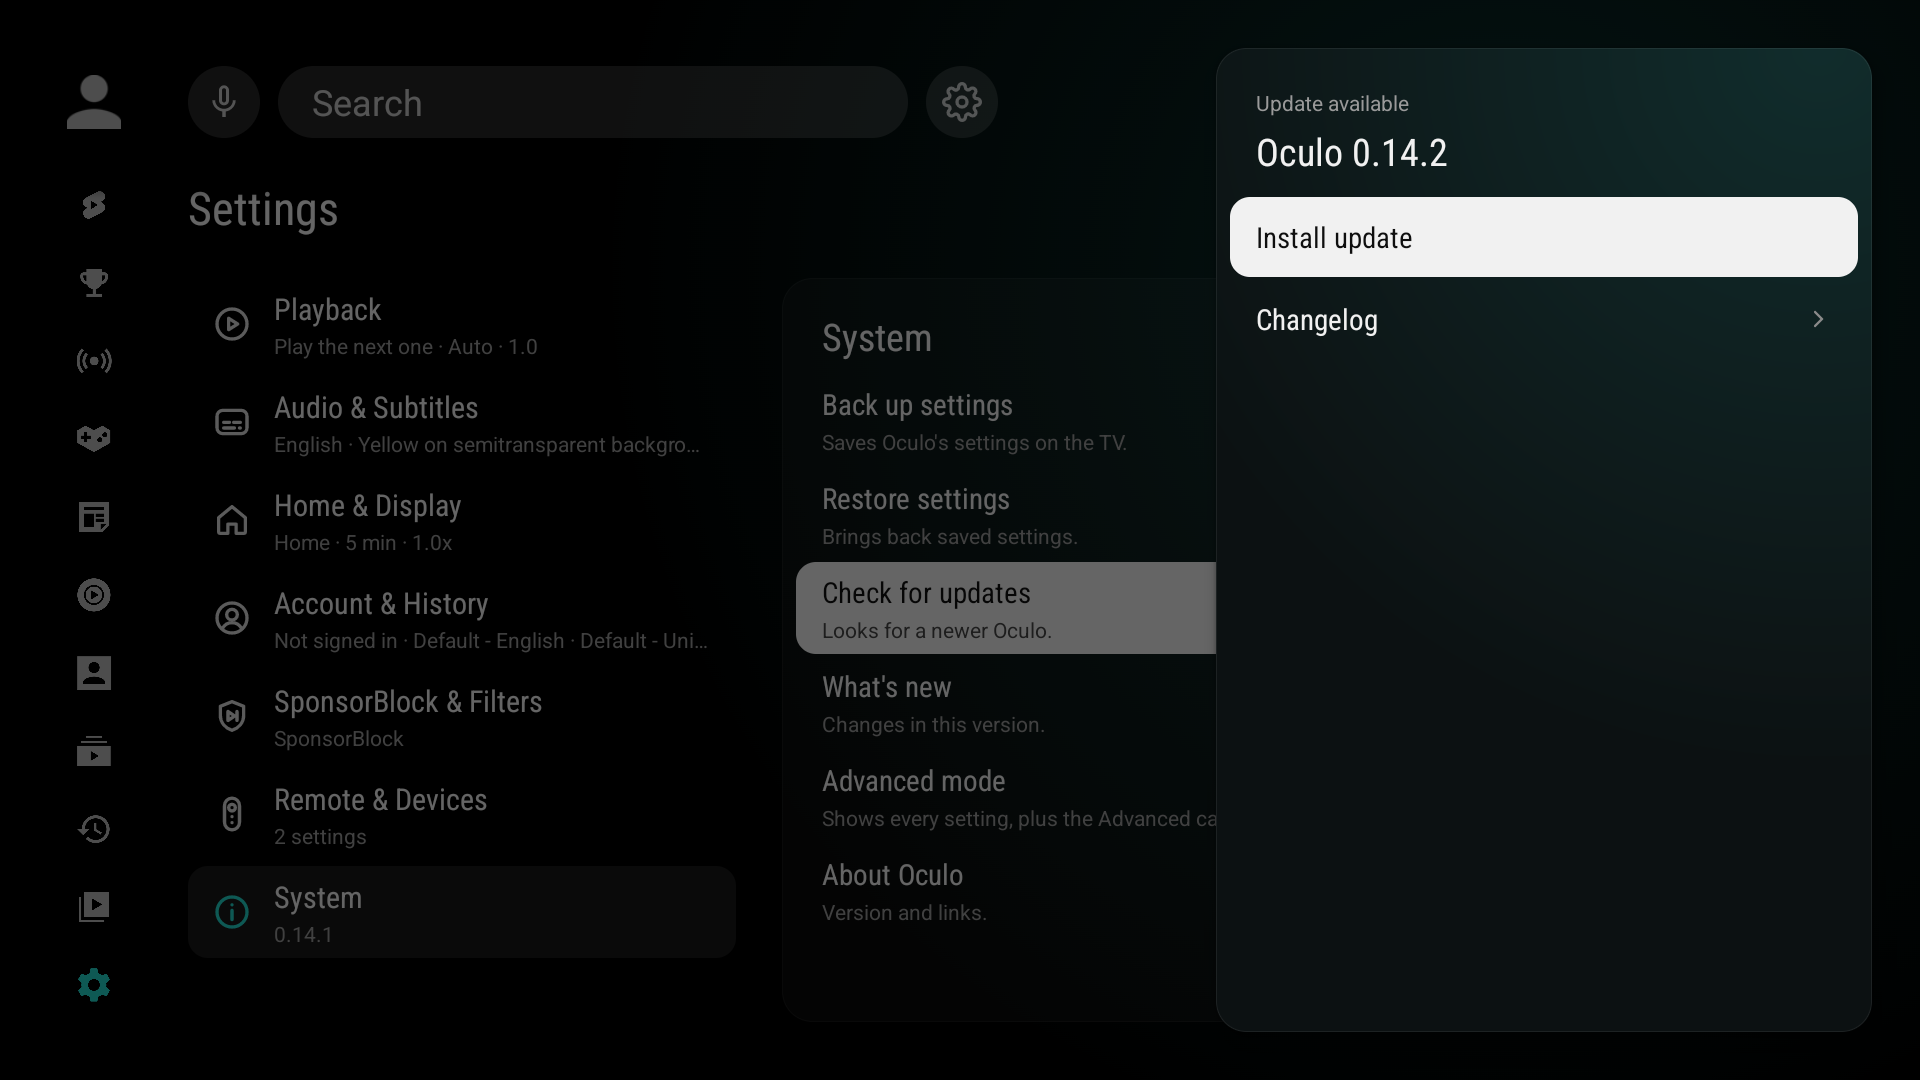 Search
Settings
Playback
Play the next one · Auto · 1.0
Audio & Subtitles
English · Yellow on semitransparent backgro...
Home & Display
Home · 5 min · 1.0x
Account & History
Not signed in · Default - English · Default - Uni...
SponsorBlock & Filters
SponsorBlock
Remote & Devices
2 settings
System
0.14.1
System
Back up settings
Saves Oculo's settings on the TV.
Restore settings
Brings back saved settings.
Check for updates
Looks for a newer Oculo.
What's new
Changes in this version.
Advanced mode
Shows every setting, plus the Advanced ca
About Oculo
Version and links.
Update available
Oculo 0.14.2
Install update
Changelog